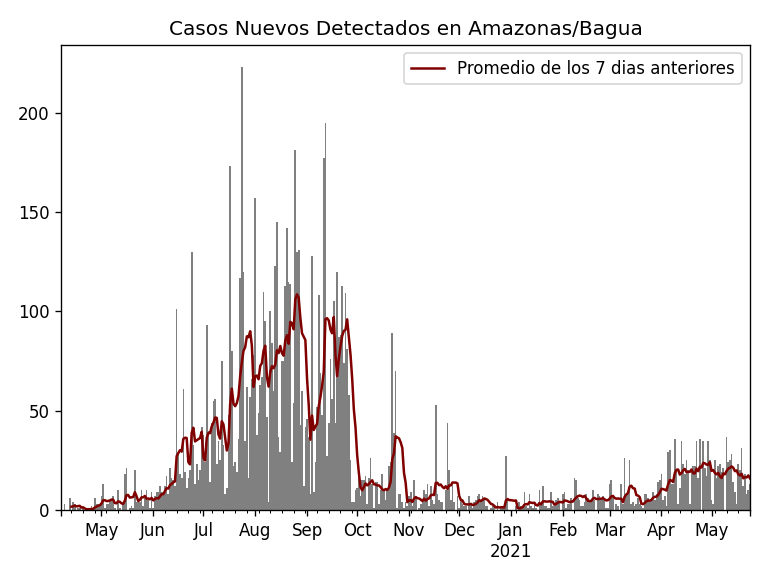 Casos Nuevos Detectados en Amazonas/Bagua
Promedio de los 7 dias anteriores
200
150
100
50
0
May Jun Jul Aug Sep Oct Nov Dec Jan Feb Mar Apr May
2021